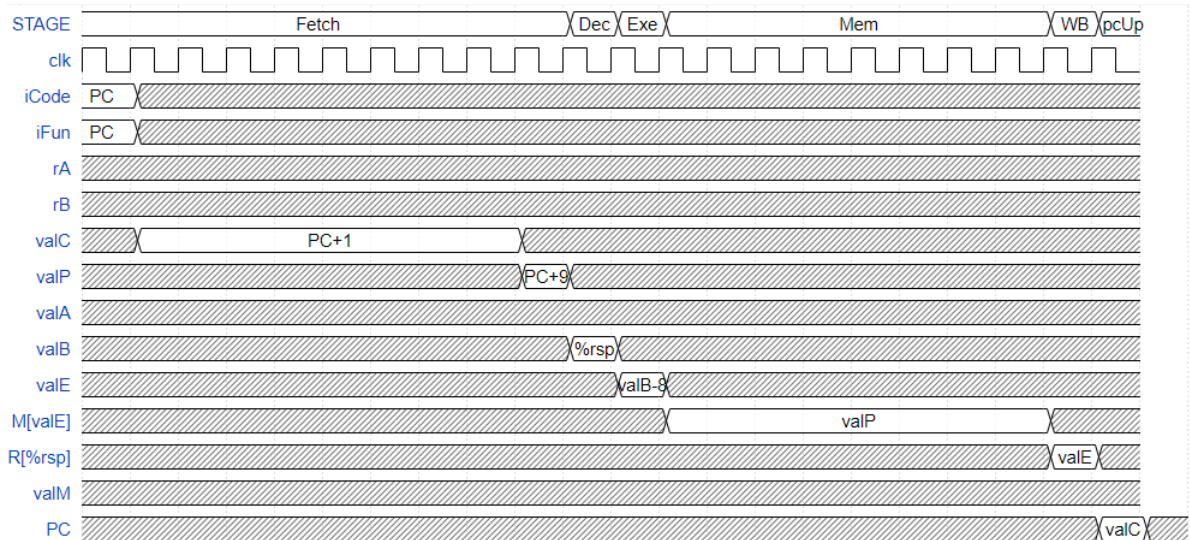 STAGE Fetch Dec Exe Mem WB pcUp
clk
iCode PC
iFun PC
rA
rB
valC PC+1
valP PC+9
valA
valB %rsp
valE valB-8
M[valE] valP
R[%rsp] valE
valM
PC valC